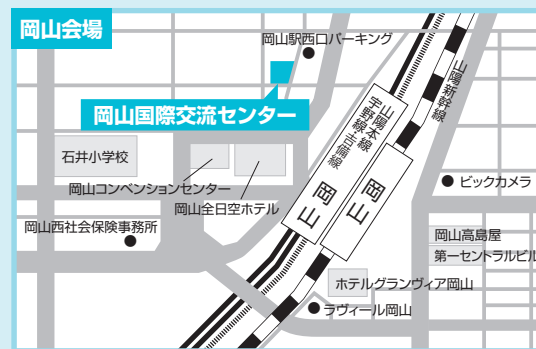 岡山会場
岡山駅西口パーキング
岡山国際交流センター
石井小学校
岡山コンベンションセンター
岡山全日空ホテル
岡山西社会保険事務所
山陽本線
宇野線・吉備線
岡山
岡山
山陽新幹線
ビックカメラ
岡山高島屋
第一セントラルビル
ホテルグランヴィア岡山
ラヴィール岡山